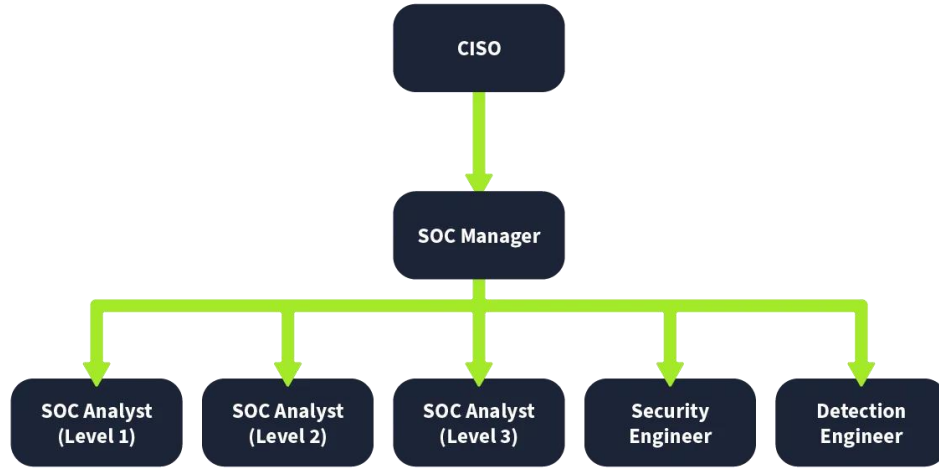 CISO
SOC Manager
SOC Analyst
(Level 1)
SOC Analyst
(Level 2)
SOC Analyst
(Level 3)
Security
Engineer
Detection
Engineer